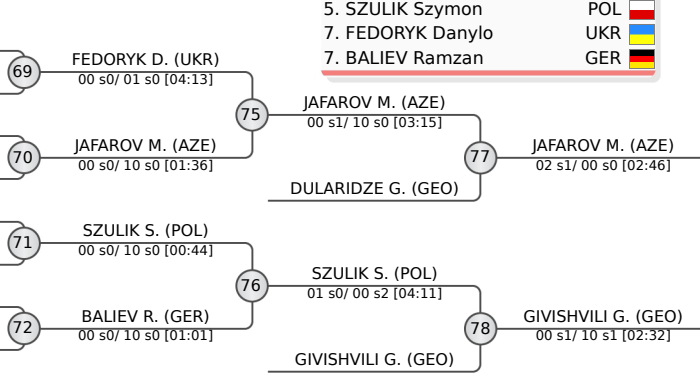 5. SZULIK Szymon POL
7. FEDORYK Danylo UKR
7. BALIEV Ramzan GER
69
FEDORYK D. (UKR)
00 s0/ 01 s0 [04:13]
75
JAFAROV M. (AZE)
00 s1/ 10 s0 [03:15]
70
JAFAROV M. (AZE)
00 s0/ 10 s0 [01:36]
77
JAFAROV M. (AZE)
02 s1/ 00 s0 [02:46]
DULARIDZE G. (GEO)
71
SZULIK S. (POL)
00 s0/ 10 s0 [00:44]
76
SZULIK S. (POL)
01 s0/ 00 s2 [04:11]
72
BALIEV R. (GER)
00 s0/ 10 s0 [01:01]
78
GIVISHVILI G. (GEO)
00 s1/ 10 s1 [02:32]
GIVISHVILI G. (GEO)